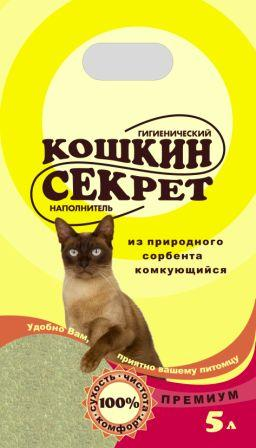 ГИГИЕНИЧЕСКИЙ
КОШКИН
СЕКРЕТ
НАПОЛНИТЕЛЬ
из природного
сорбента
комкующийся
Удобно Вам,
приятно вашему питомцу
СУХОСТЬ · ЧИСТОТА
100%
КОМФОРТ
ПРЕМИУМ
5 л